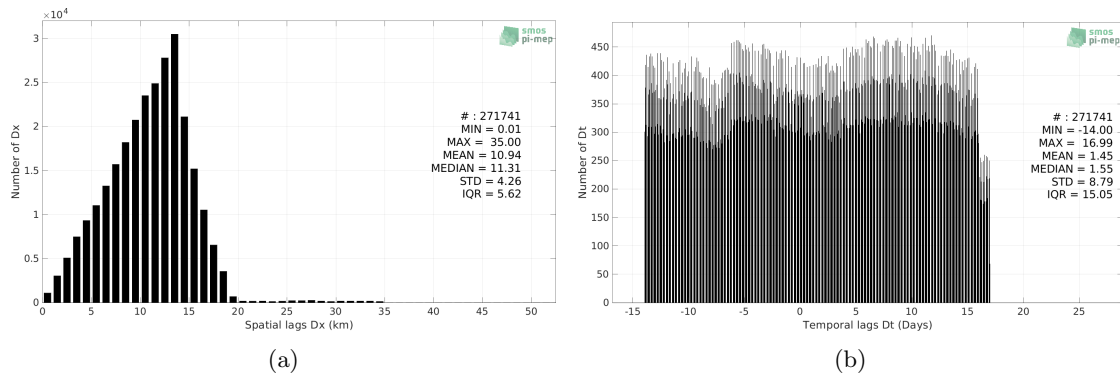 ×10⁴
3
2.5
2
1.5
1
0.5
0
Number of Dx
smos
pi-mep
# : 271741
MIN = 0.01
MAX = 35.00
MEAN = 10.94
MEDIAN = 11.31
STD = 4.26
IQR = 5.62
0 5 10 15 20 25 30 35 40 45 50
Spatial lags Dx (km)
(a)
450
400
350
300
250
200
150
100
50
0
Number of Dt
smos
pi-mep
# : 271741
MIN = -14.00
MAX = 16.99
MEAN = 1.45
MEDIAN = 1.55
STD = 8.79
IQR = 15.05
-15 -10 -5 0 5 10 15 20 25
Temporal lags Dt (Days)
(b)